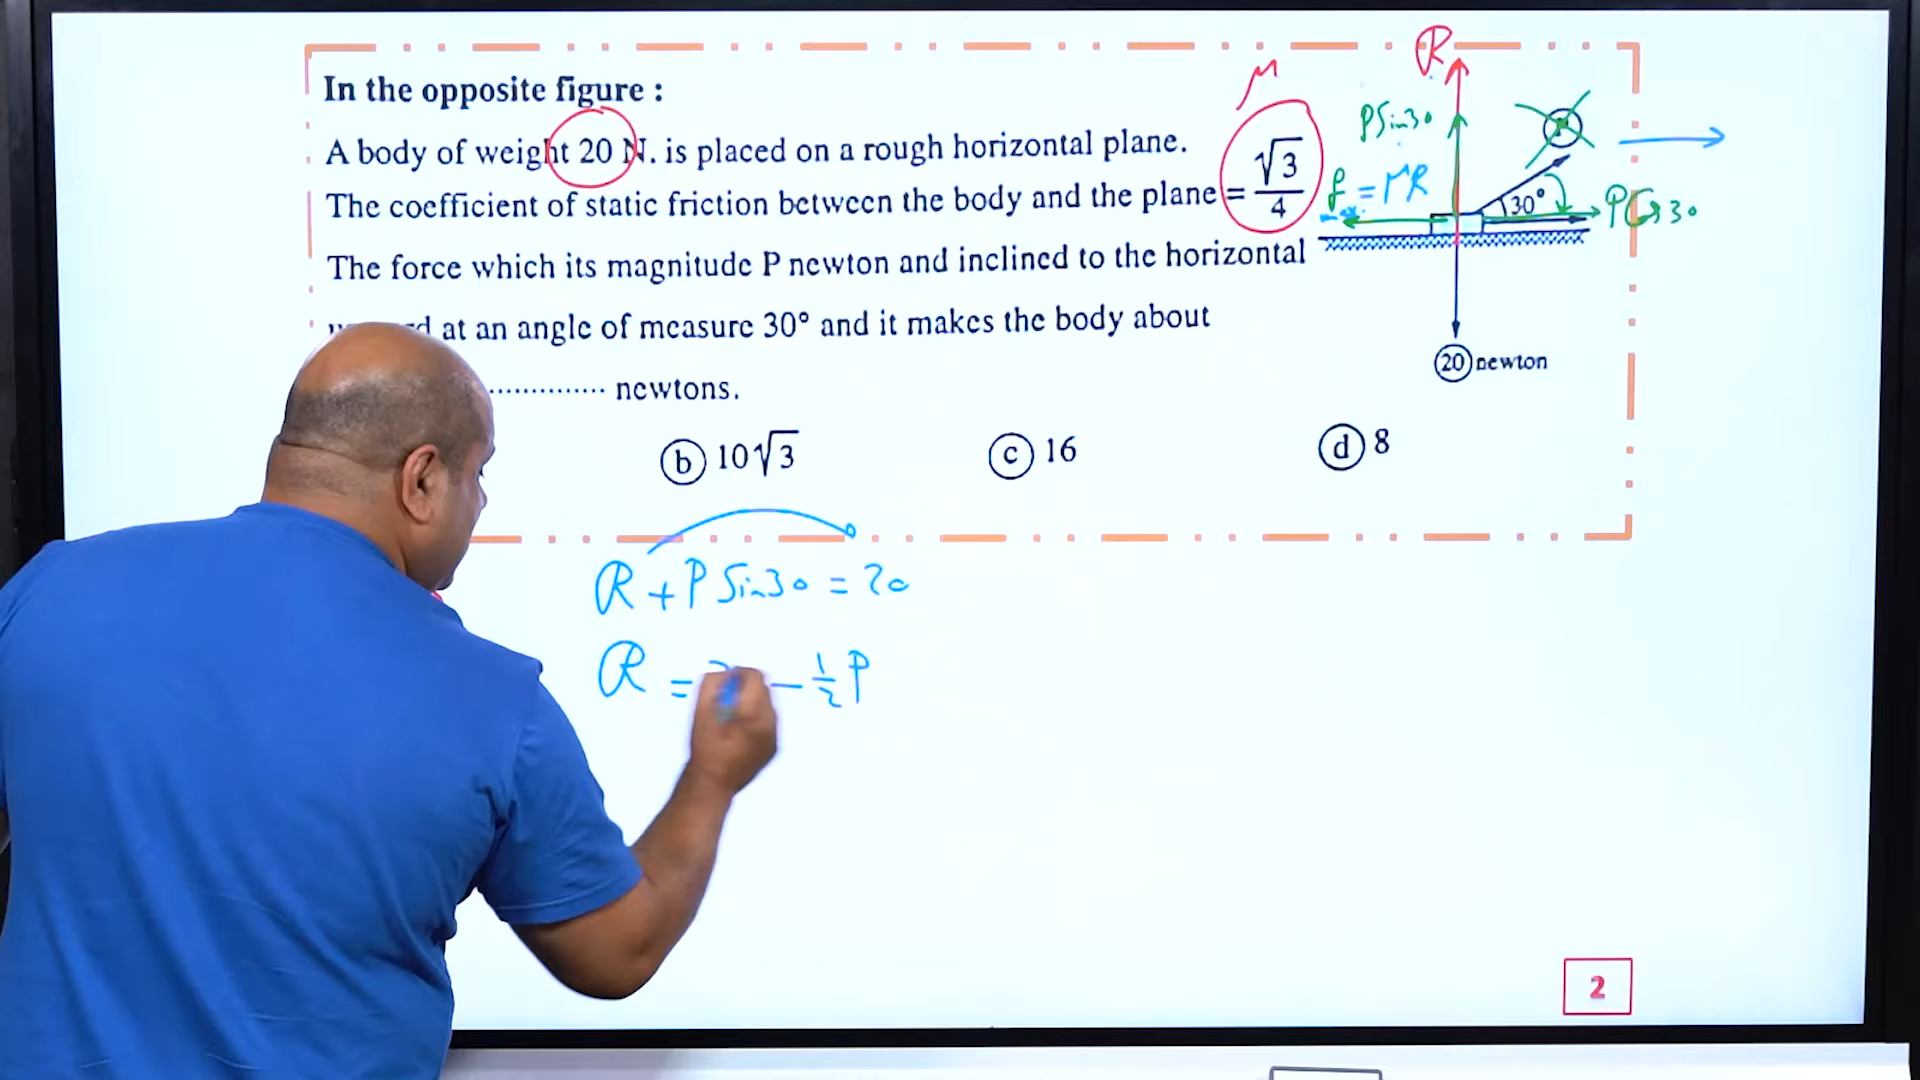 In the opposite figure :
A body of weight 20 N. is placed on a rough horizontal plane.
The coefficient of static friction between the body and the plane = √3/4
The force which its magnitude P newton and inclined to the horizontal
at an angle of measure 30° and it makes the body about
.............. newtons.
ⓑ 10√3
ⓒ 16
ⓓ 8
μ
R
P Sin30
f max = μR
30°
P Cos 30
20 newton
R + P Sin30 = 20
R = − 1/2 P
2